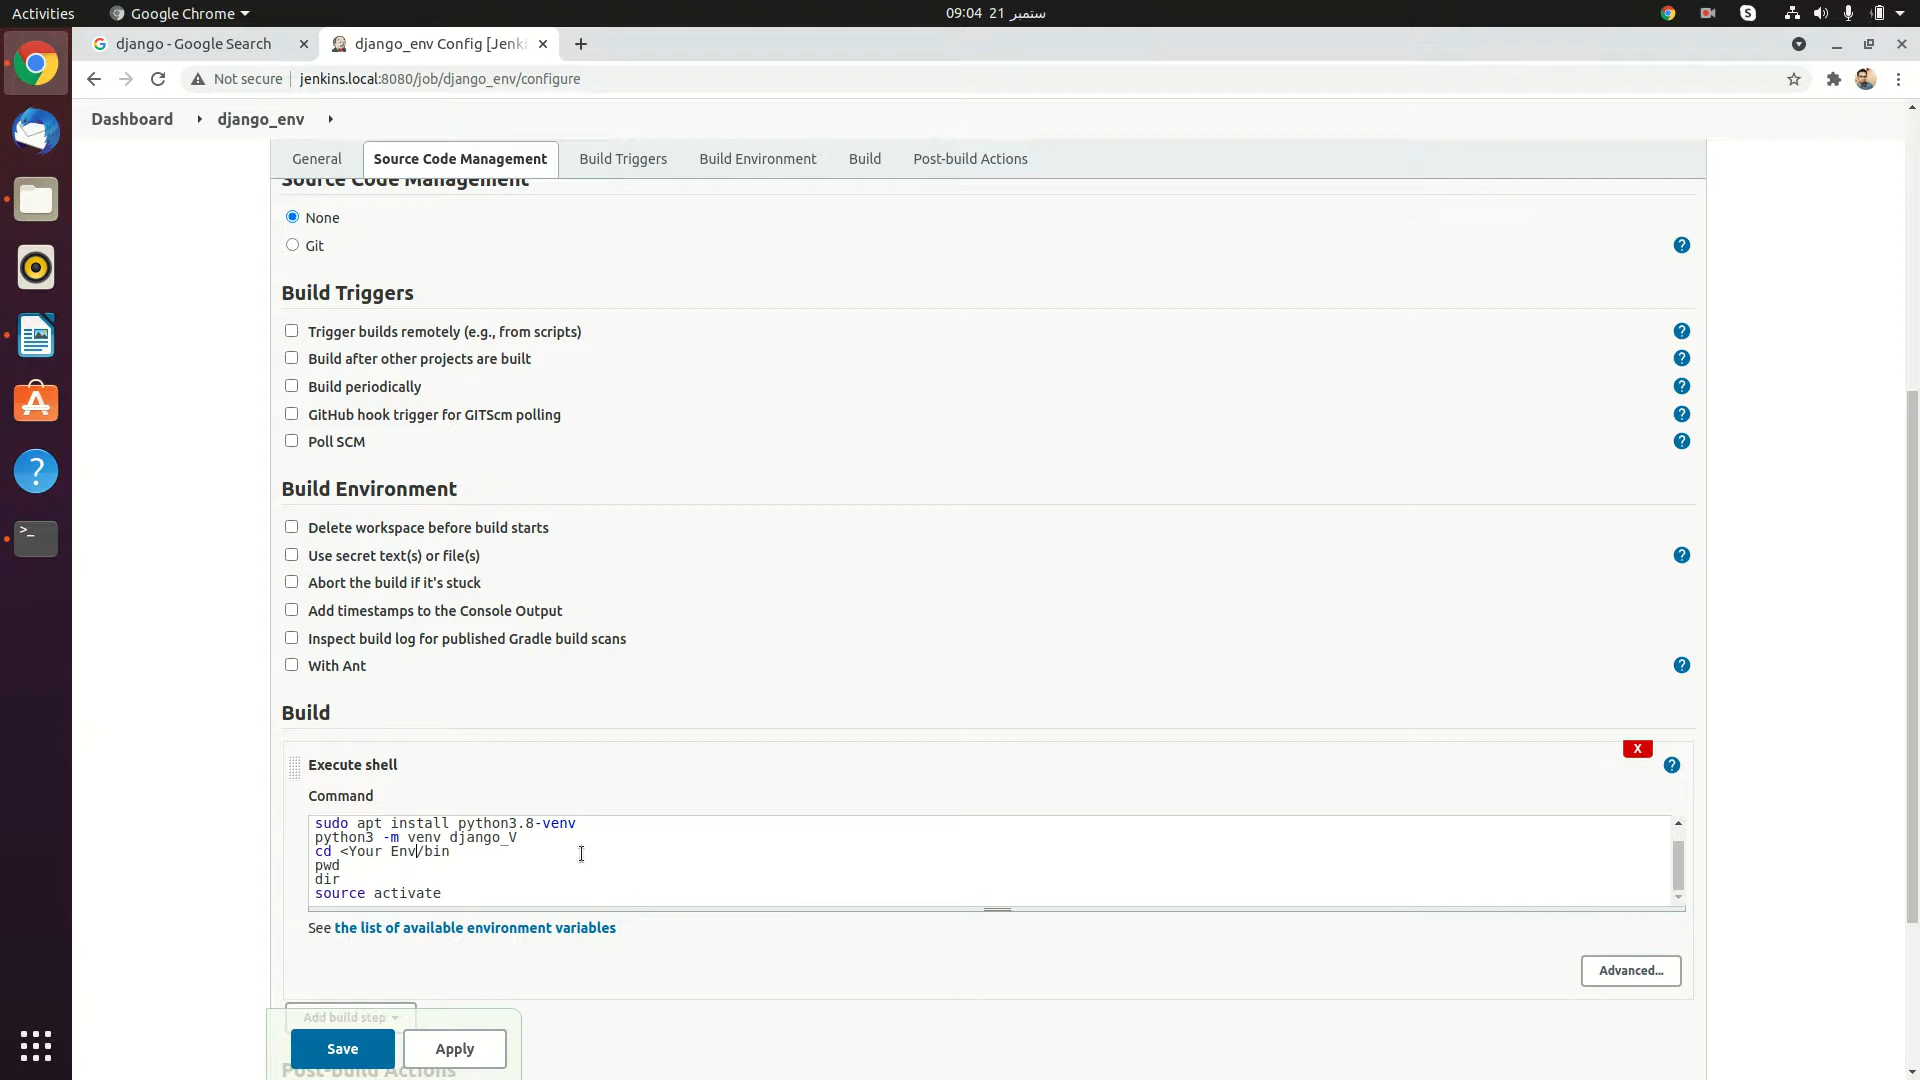 Activities
Google Chrome
09:04 21 ستمبر
django - Google Search
django_env Config [Jenki
Not secure
jenkins.local:8080/job/django_env/configure
Dashboard
django_env
General
Source Code Management
Build Triggers
Build Environment
Build
Post-build Actions
Source Code Management
None
Git
?
Build Triggers
Trigger builds remotely (e.g., from scripts)
?
Build after other projects are built
?
Build periodically
?
GitHub hook trigger for GITScm polling
?
Poll SCM
?
Build Environment
Delete workspace before build starts
Use secret text(s) or file(s)
?
Abort the build if it's stuck
Add timestamps to the Console Output
Inspect build log for published Gradle build scans
With Ant
?
Build
X
Execute shell
?
Command
sudo apt install python3.8-venv
python3 -m venv django_V
cd <Your Env/bin
pwd
dir
source activate
See the list of available environment variables
Advanced...
Add build step
Save
Apply
Post-build Actions